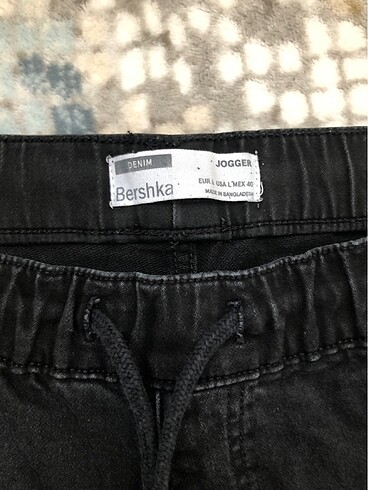 DENIM
JOGGER
Bershka
EUR L USA L MEX 40
MADE IN BANGLADESH